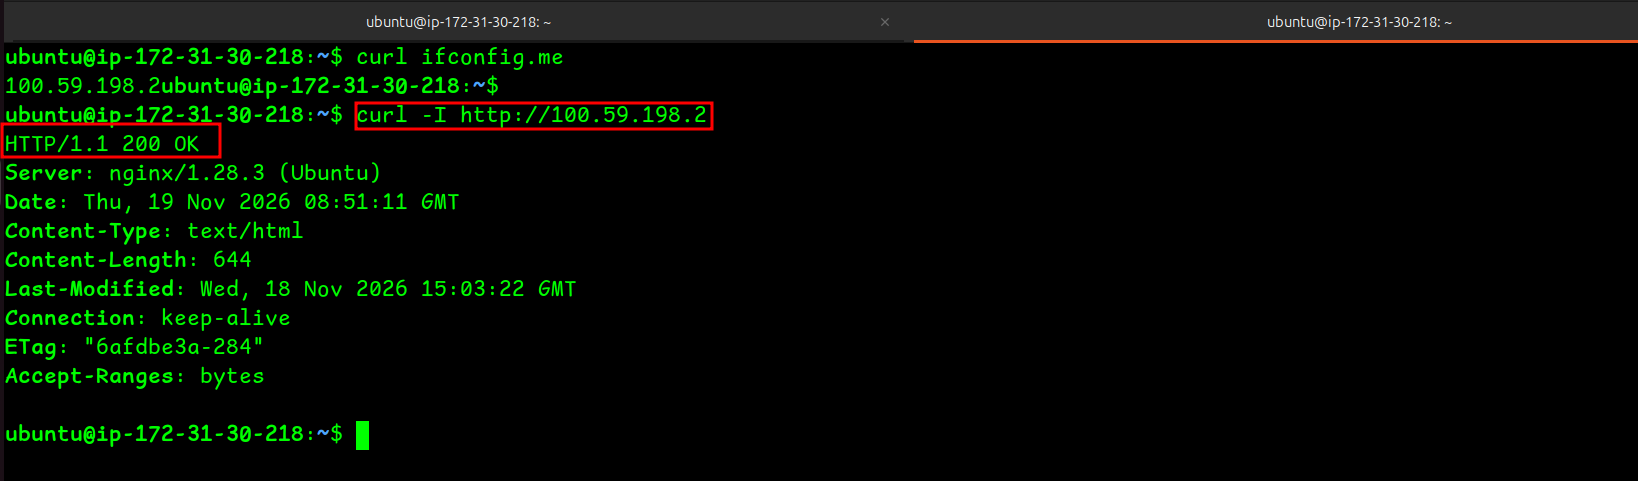 ubuntu@ip-172-31-30-218: ~ × ubuntu@ip-172-31-30-218: ~
ubuntu@ip-172-31-30-218:~$ curl ifconfig.me
100.59.198.2ubuntu@ip-172-31-30-218:~$
ubuntu@ip-172-31-30-218:~$ curl -I http://100.59.198.2
HTTP/1.1 200 OK
Server: nginx/1.28.3 (Ubuntu)
Date: Thu, 19 Nov 2026 08:51:11 GMT
Content-Type: text/html
Content-Length: 644
Last-Modified: Wed, 18 Nov 2026 15:03:22 GMT
Connection: keep-alive
ETag: "6afdbe3a-284"
Accept-Ranges: bytes
ubuntu@ip-172-31-30-218:~$